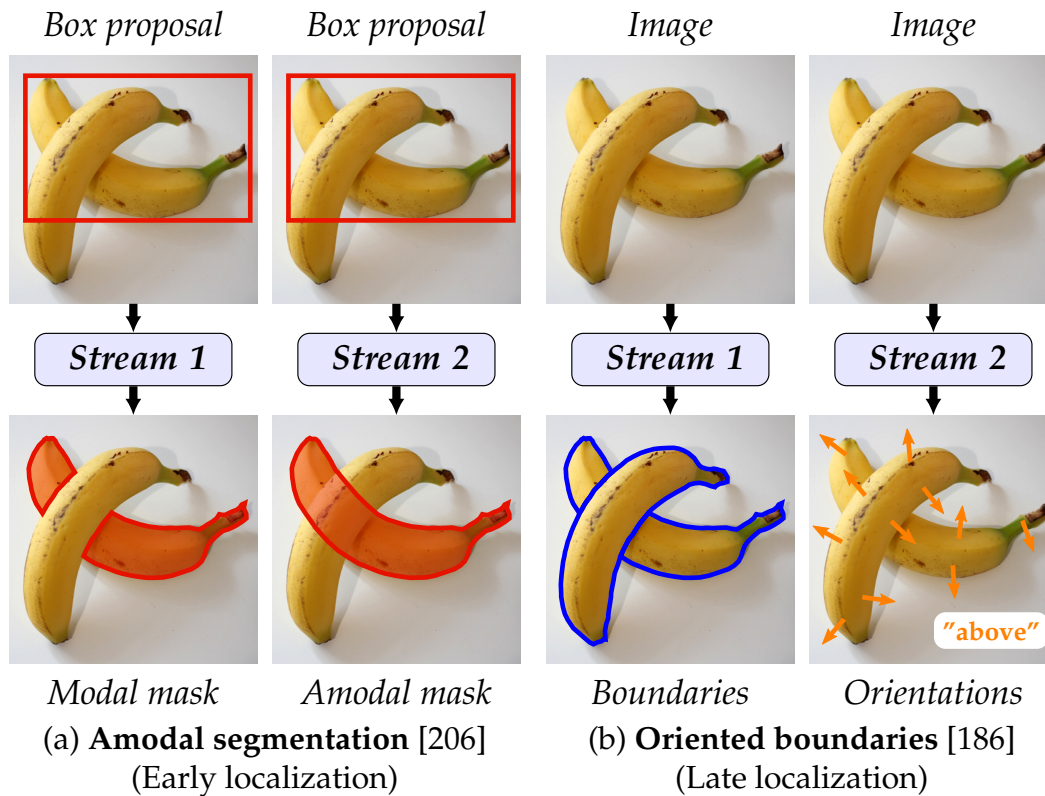 Box proposal
Box proposal
Image
Image
Stream 1
Stream 2
Stream 1
Stream 2
"above"
Modal mask
Amodal mask
Boundaries
Orientations
(a) Amodal segmentation [206]
(Early localization)
(b) Oriented boundaries [186]
(Late localization)